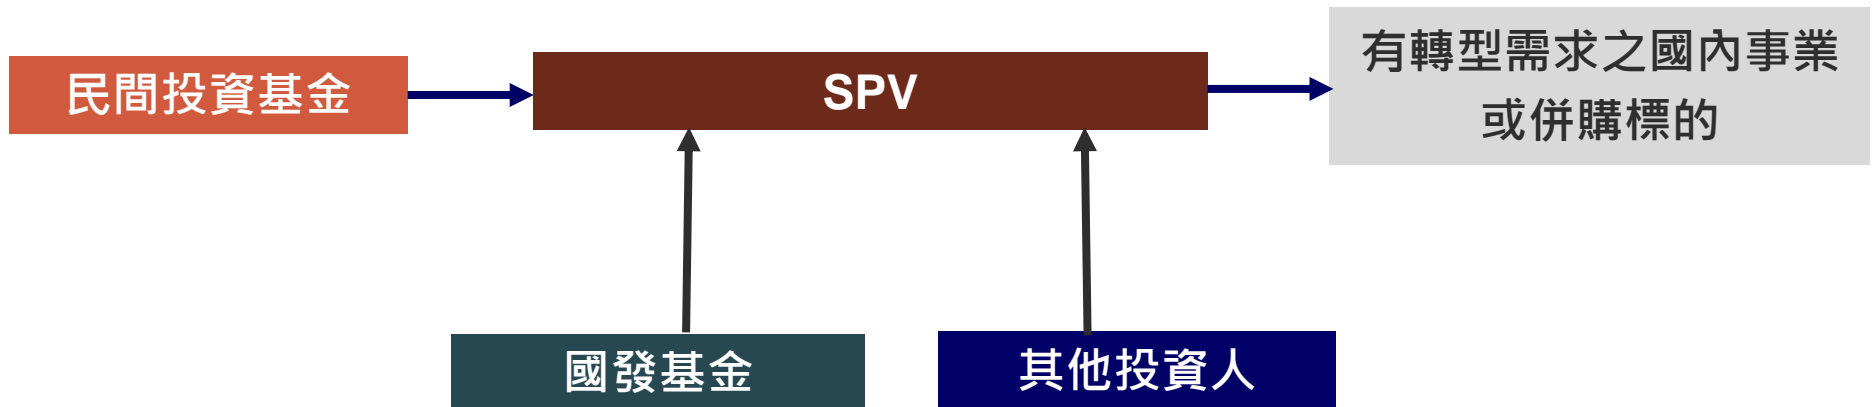 民間投資基金
SPV
有轉型需求之國內事業
或併購標的
國發基金
其他投資人